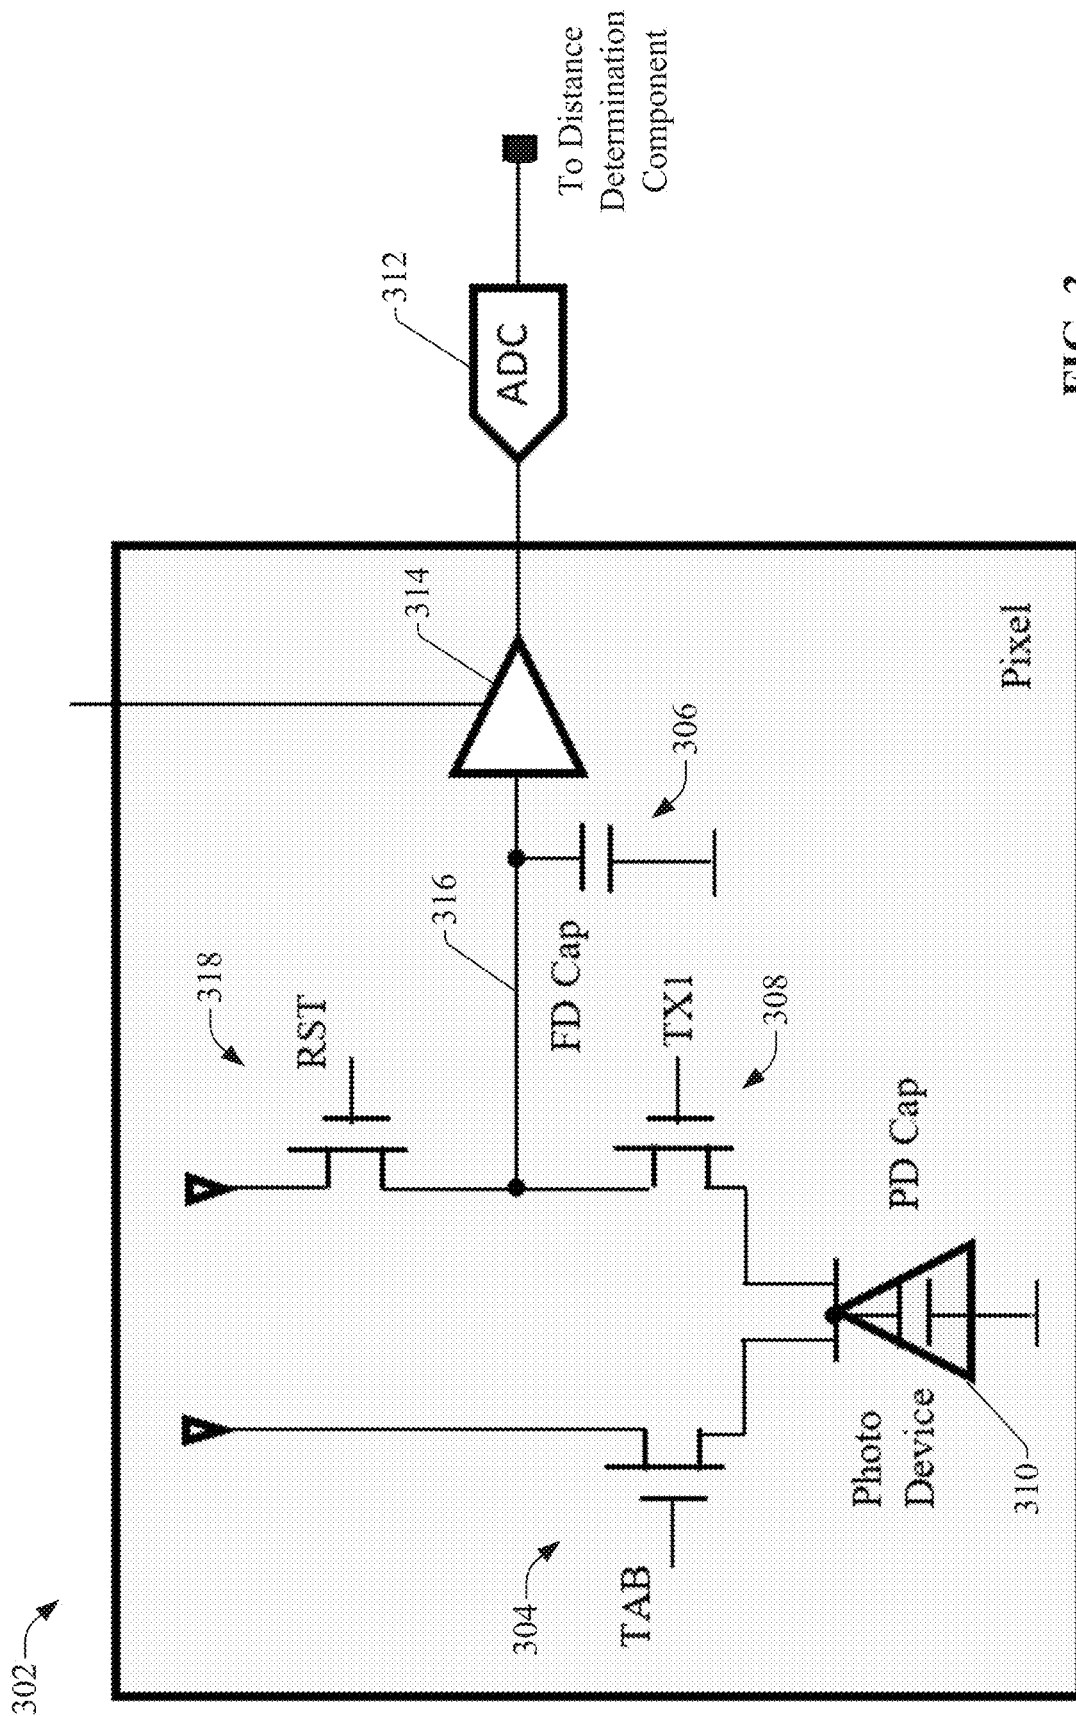 302
318
RST
316
314
312
ADC
To Distance
Determination
Component
304
TAB
FD Cap
TX1
306
308
Photo
Device
310
PD Cap
Pixel